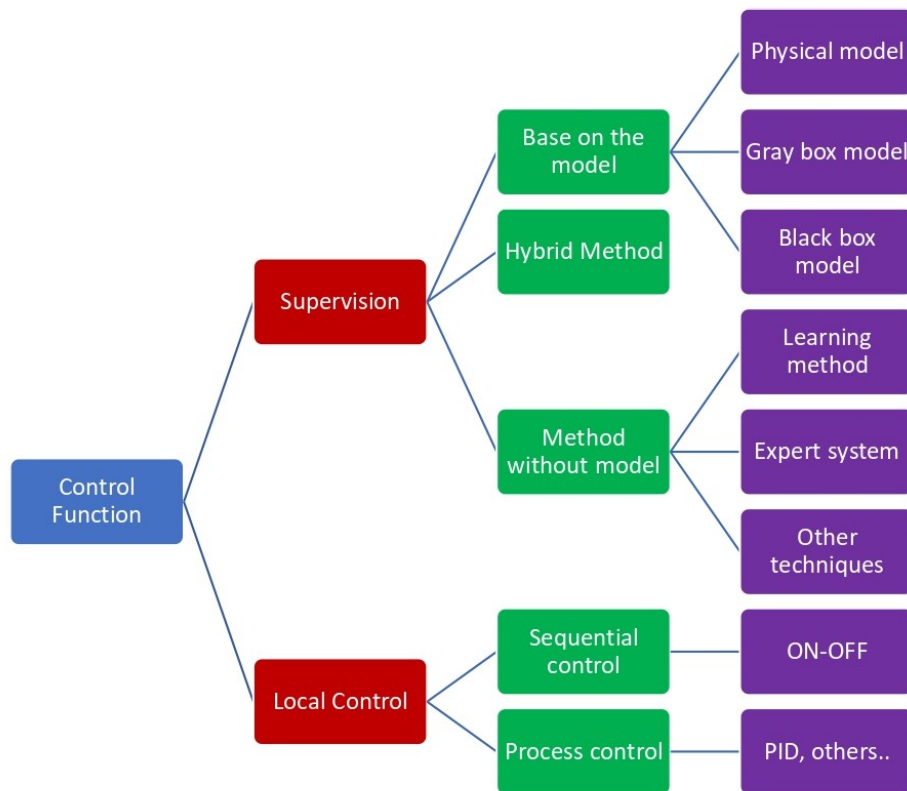 Physical model
Base on the
model
Gray box model
Hybrid Method
Black box
model
Supervision
Learning
method
Method
without model
Expert system
Control
Function
Other
techniques
Sequential
control
ON-OFF
Local Control
Process control
PID, others..